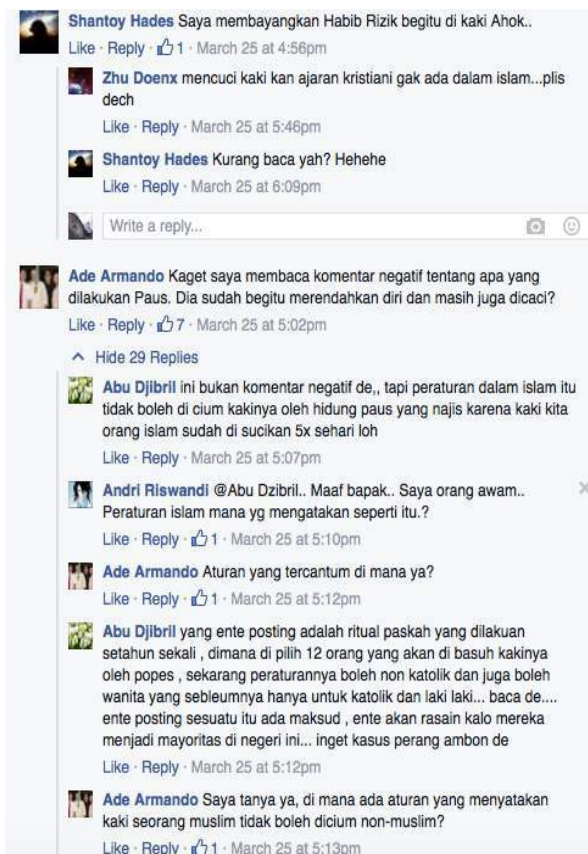 Shantoy Hades Saya membayangkan Habib Rizik begitu di kaki Ahok..
Like · Reply · 1 · March 25 at 4:56pm
Zhu Doenx mencuci kaki kan ajaran kristiani gak ada dalam islam...plis
dech
Like · Reply · March 25 at 5:46pm
Shantoy Hades Kurang baca yah? Hehehe
Like · Reply · March 25 at 6:09pm
Write a reply...
Ade Armando Kaget saya membaca komentar negatif tentang apa yang
dilakukan Paus. Dia sudah begitu merendahkan diri dan masih juga dicaci?
Like · Reply · 7 · March 25 at 5:02pm
Hide 29 Replies
Abu Djibril ini bukan komentar negatif de,, tapi peraturan dalam islam itu
tidak boleh di cium kakinya oleh hidung paus yang najis karena kaki kita
orang islam sudah di sucikan 5x sehari loh
Like · Reply · March 25 at 5:07pm
Andri Riswandi @Abu Dzibril.. Maaf bapak.. Saya orang awam..
Peraturan islam mana yg mengatakan seperti itu.?
Like · Reply · 1 · March 25 at 5:10pm
Ade Armando Aturan yang tercantum di mana ya?
Like · Reply · 1 · March 25 at 5:12pm
Abu Djibril yang ente posting adalah ritual paskah yang dilakuan
setahun sekali , dimana di pilih 12 orang yang akan di basuh kakinya
oleh popes , sekarang peraturannya boleh non katolik dan juga boleh
wanita yang sebleumnya hanya untuk katolik dan laki laki... baca de....
ente posting sesuatu itu ada maksud , ente akan rasain kalo mereka
menjadi mayoritas di negeri ini... inget kasus perang ambon de
Like · Reply · March 25 at 5:12pm
Ade Armando Saya tanya ya, di mana ada aturan yang menyatakan
kaki seorang muslim tidak boleh dicium non-muslim?
Like · Reply · 1 · March 25 at 5:13pm